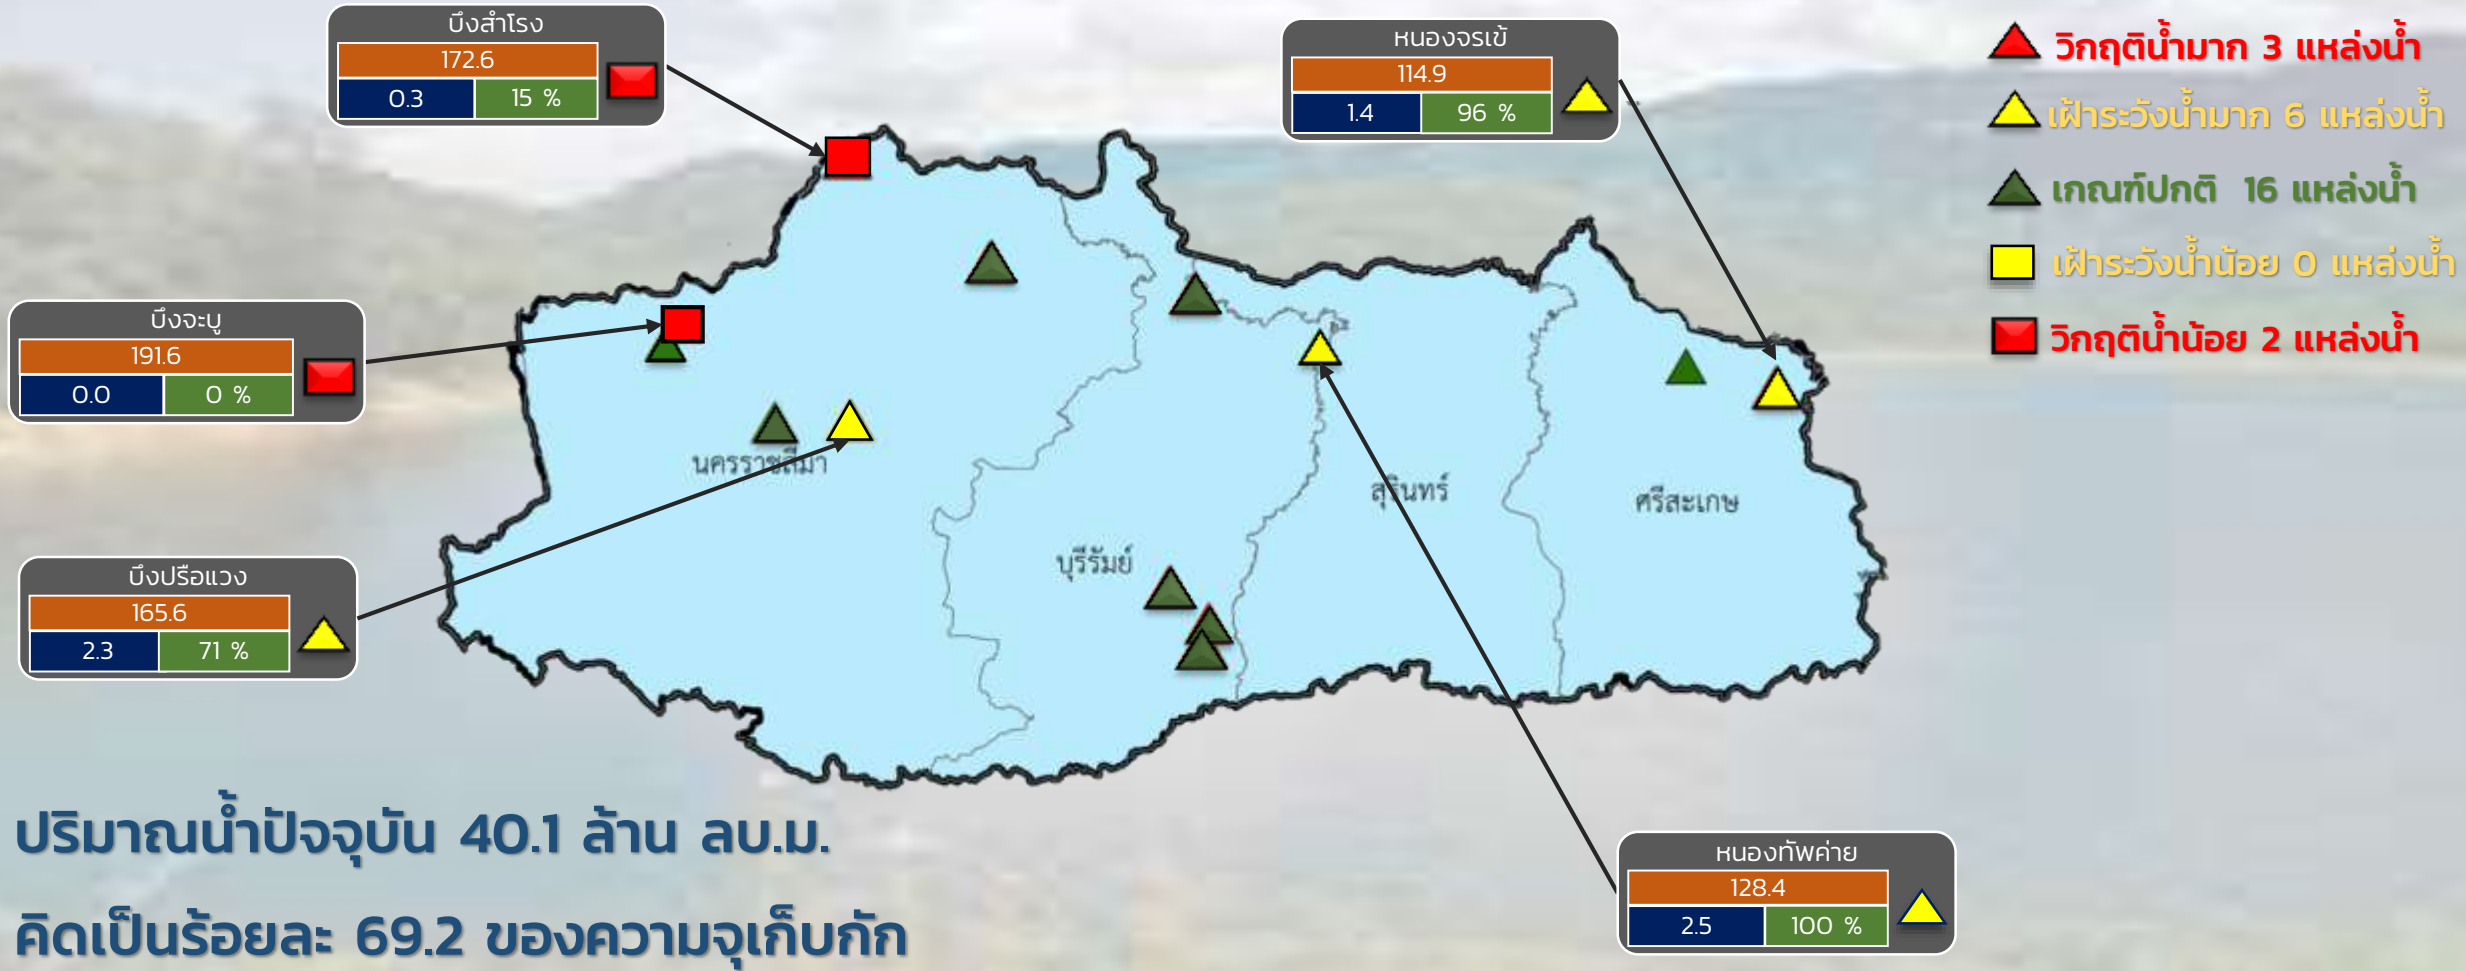 บึงสำโรง
172.6
0.3 15 %
หนองจรเข้
114.9
1.4 96 %
วิกฤติน้ำมาก 3 แหล่งน้ำ
เฝ้าระวังน้ำมาก 6 แหล่งน้ำ
เกณฑ์ปกติ 16 แหล่งน้ำ
เฝ้าระวังน้ำน้อย 0 แหล่งน้ำ
วิกฤติน้ำน้อย 2 แหล่งน้ำ
บึงจะบู
191.6
0.0 0 %
นครราชสีมา
สุรินทร์
ศรีสะเกษ
บุรีรัมย์
บึงปรือแวง
165.6
2.3 71 %
ปริมาณน้ำปัจจุบัน 40.1 ล้าน ลบ.ม.
คิดเป็นร้อยละ 69.2 ของความจุเก็บกัก
หนองทัพค่าย
128.4
2.5 100 %